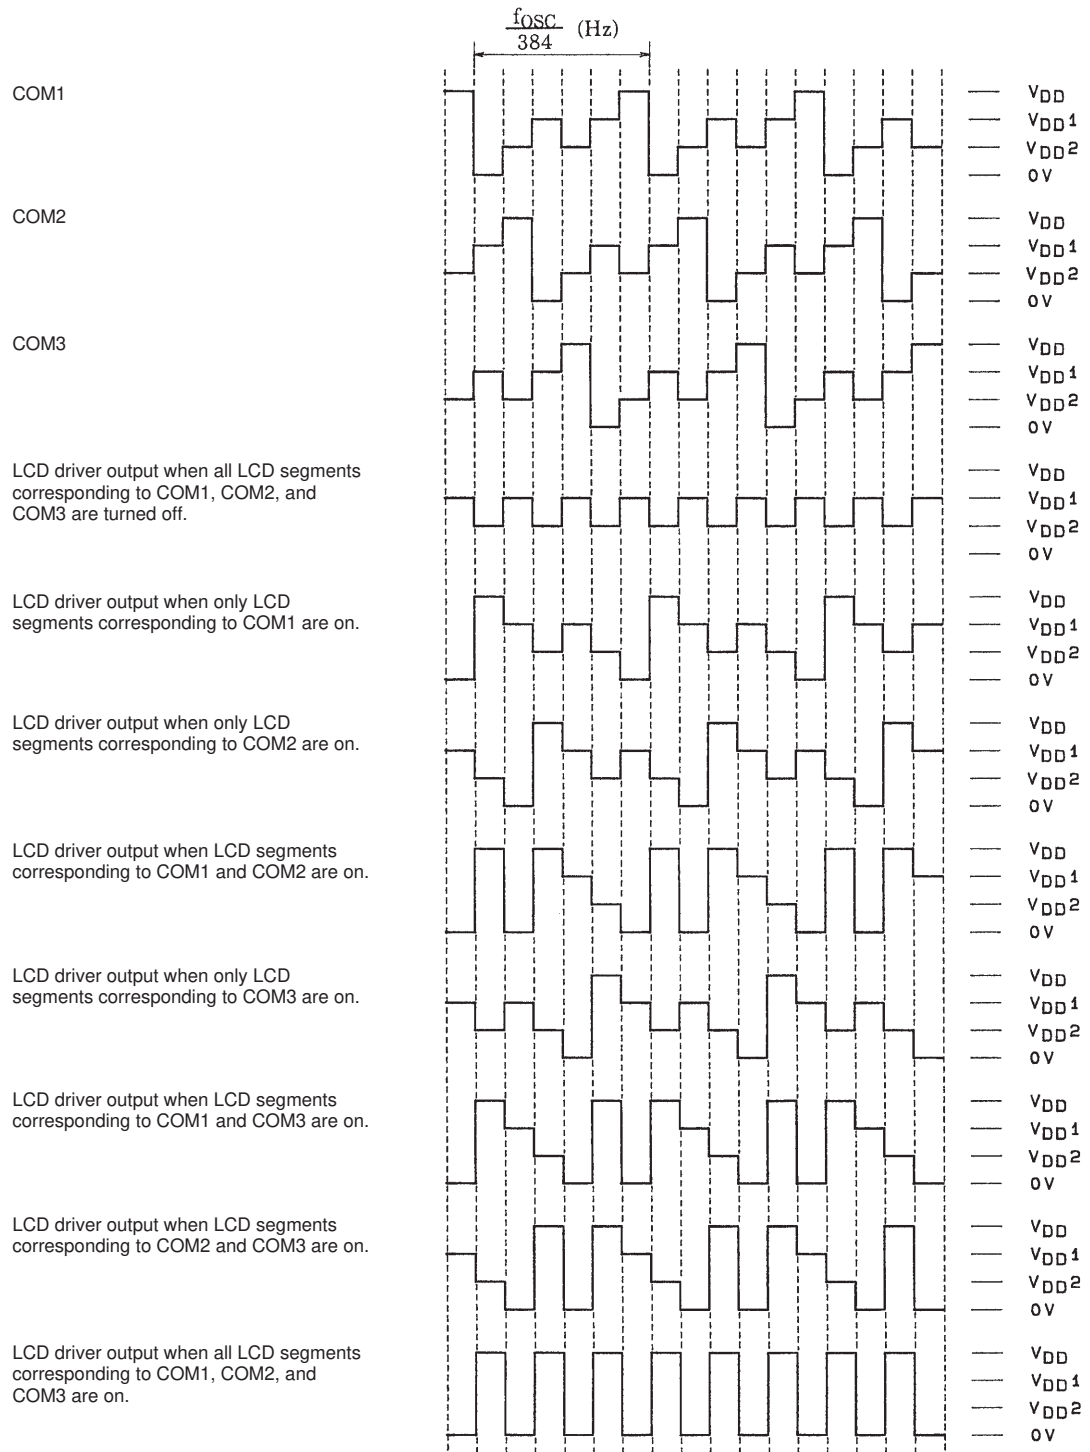 fOSC
384 (Hz)
COM1
VDD
VDD1
VDD2
0V
COM2
VDD
VDD1
VDD2
0V
COM3
VDD
VDD1
VDD2
0V
LCD driver output when all LCD segments
corresponding to COM1, COM2, and
COM3 are turned off.
VDD
VDD1
VDD2
0V
LCD driver output when only LCD
segments corresponding to COM1 are on.
VDD
VDD1
VDD2
0V
LCD driver output when only LCD
segments corresponding to COM2 are on.
VDD
VDD1
VDD2
0V
LCD driver output when LCD segments
corresponding to COM1 and COM2 are on.
VDD
VDD1
VDD2
0V
LCD driver output when only LCD
segments corresponding to COM3 are on.
VDD
VDD1
VDD2
0V
LCD driver output when LCD segments
corresponding to COM1 and COM3 are on.
VDD
VDD1
VDD2
0V
LCD driver output when LCD segments
corresponding to COM2 and COM3 are on.
VDD
VDD1
VDD2
0V
LCD driver output when all LCD segments
corresponding to COM1, COM2, and
COM3 are on.
VDD
VDD1
VDD2
0V